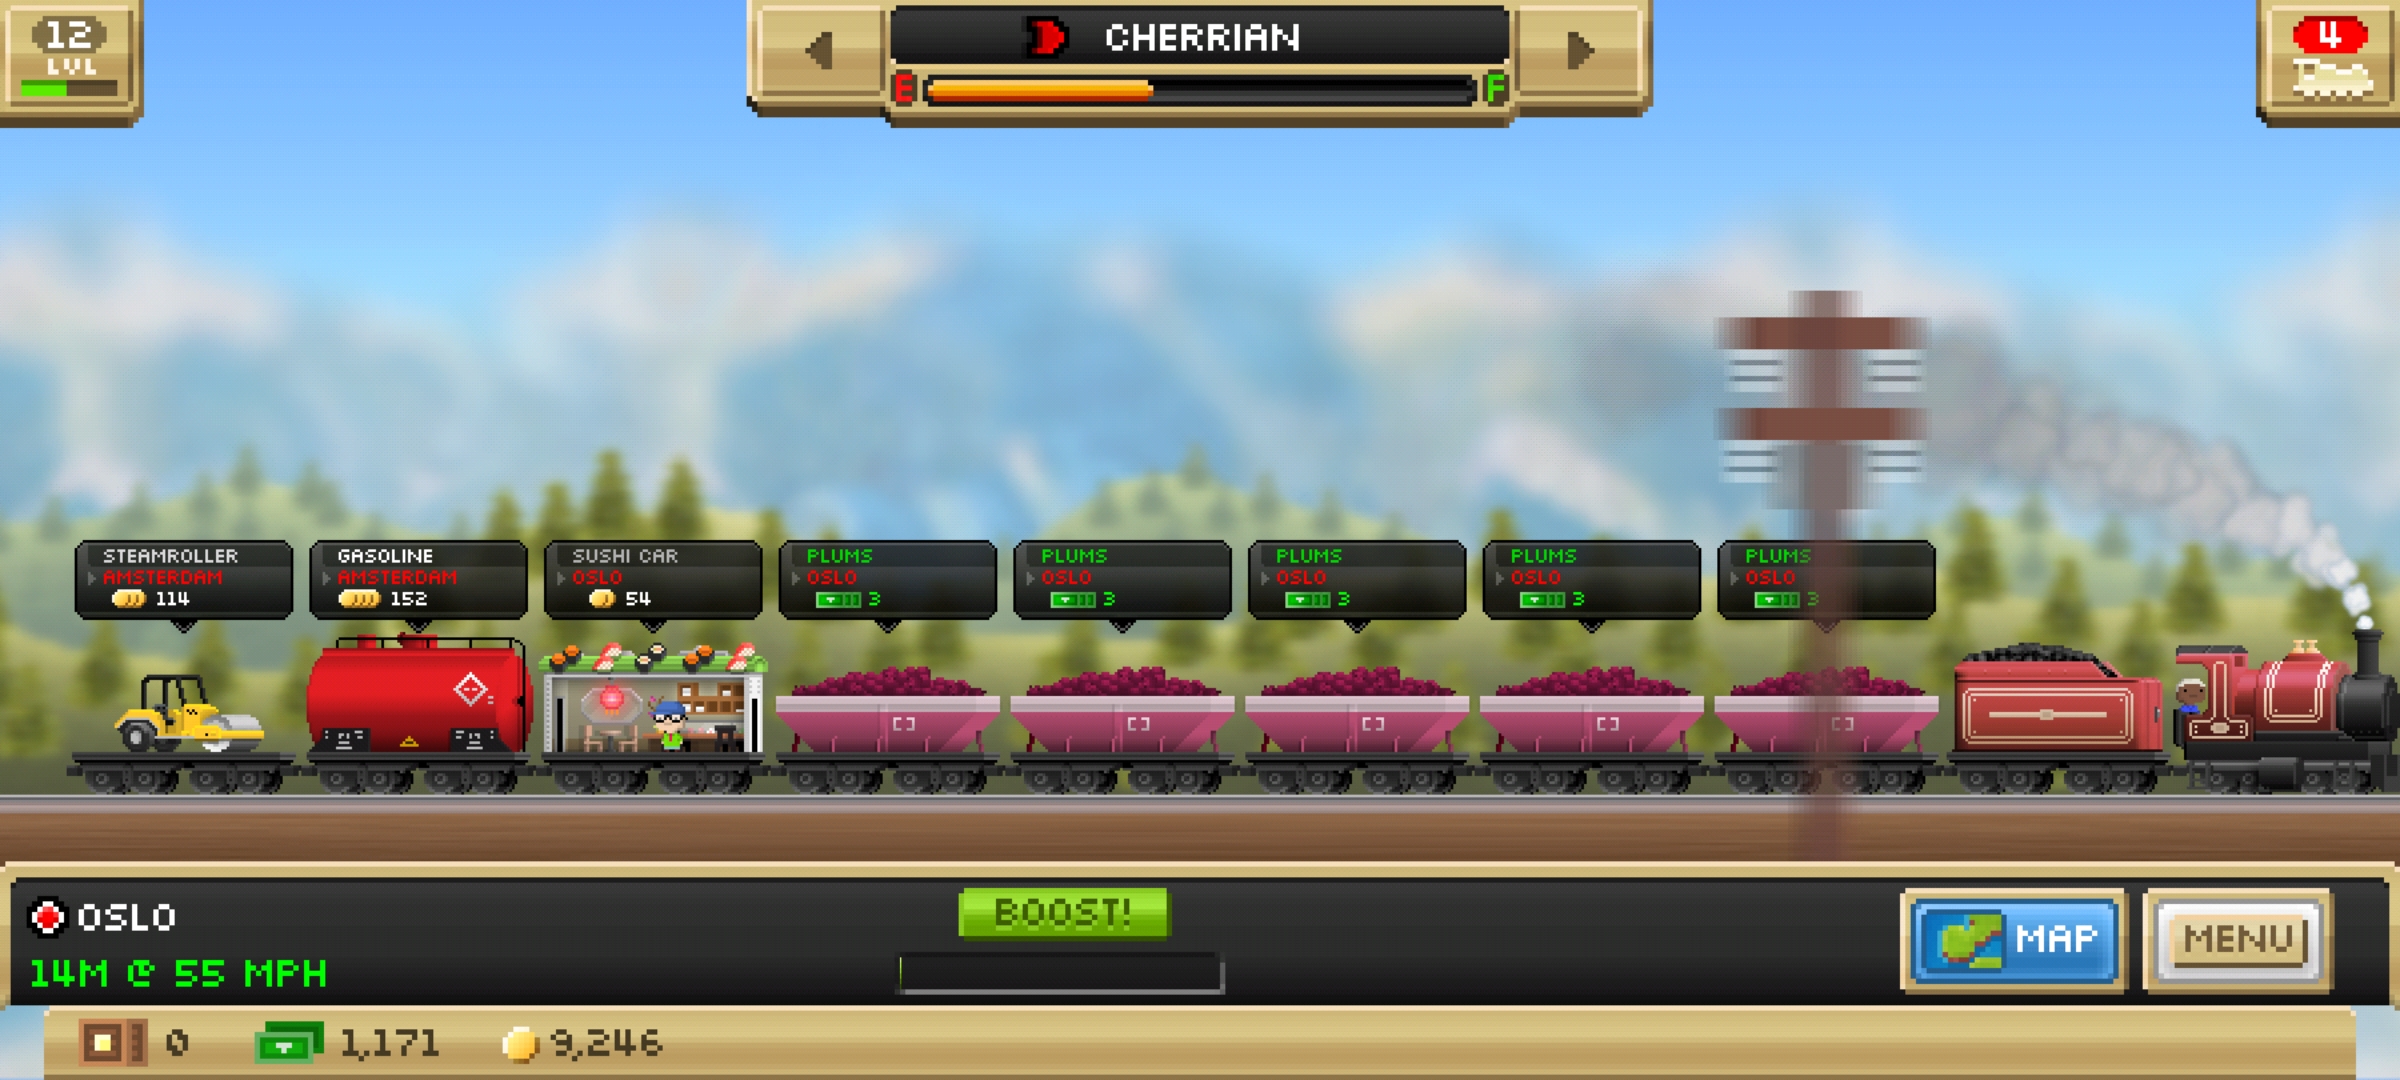 12
LVL
CHERRIAN
E
F
4
STEAMROLLER
AMSTERDAM
114
GASOLINE
AMSTERDAM
152
SUSHI CAR
OSLO
54
PLUMS
OSLO
3
PLUMS
OSLO
3
PLUMS
OSLO
3
PLUMS
OSLO
3
PLUMS
OSLO
3
OSLO
14M @ 55 MPH
BOOST!
MAP
MENU
0
1,171
9,246